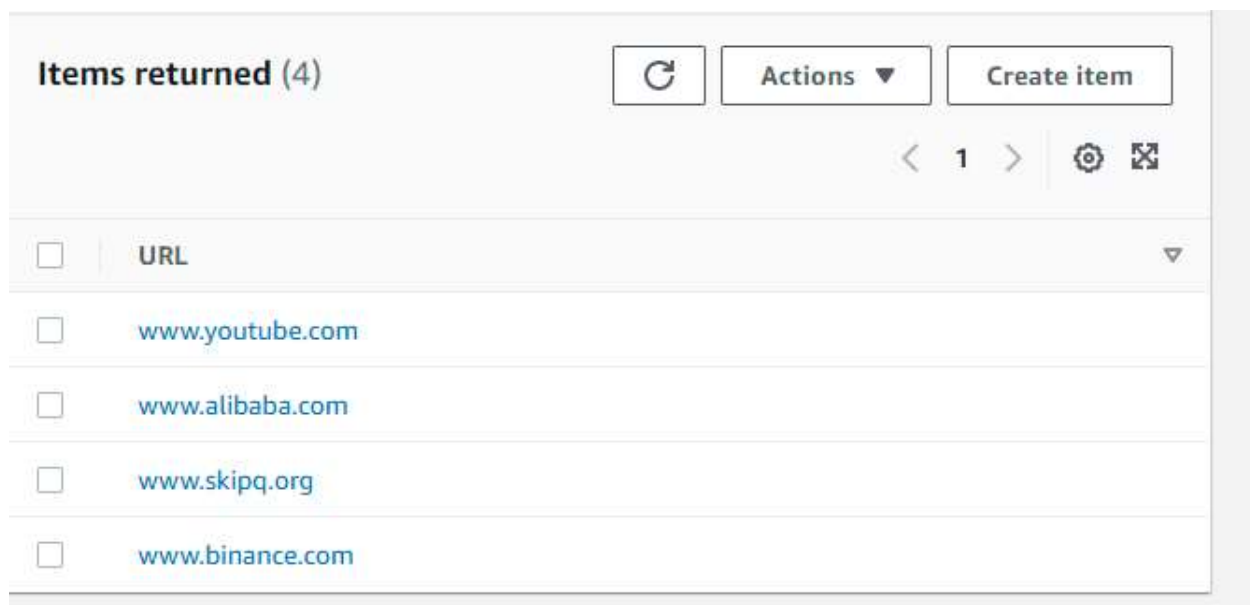 Items returned (4) Actions Create item
1
URL
www.youtube.com
www.alibaba.com
www.skipq.org
www.binance.com